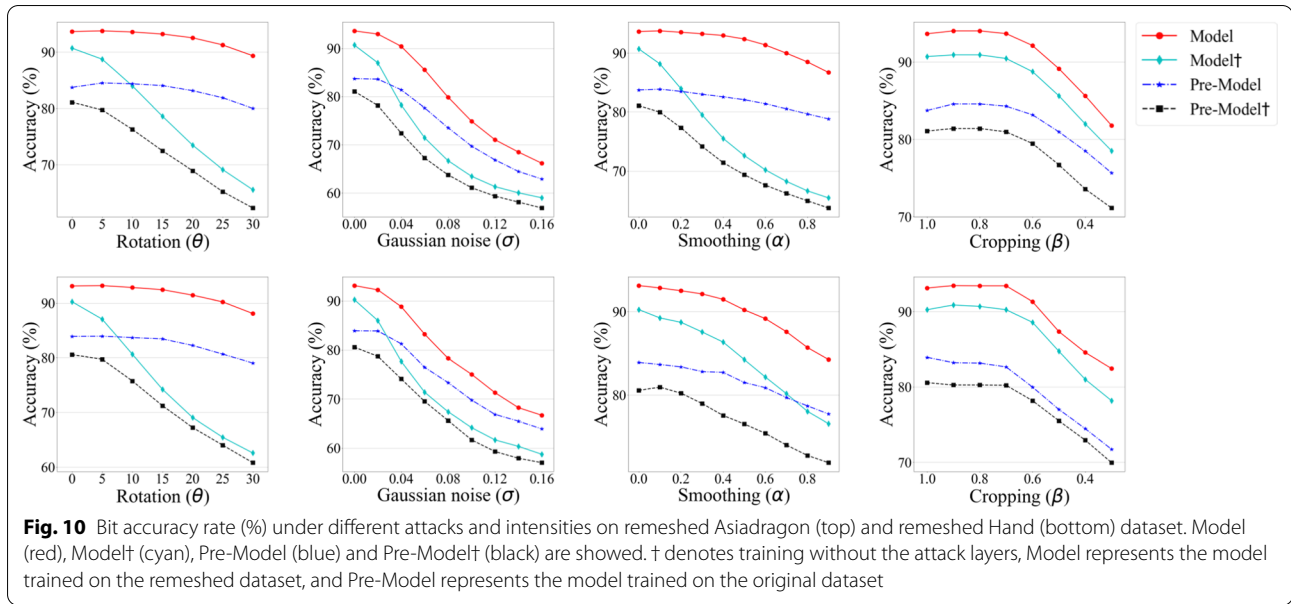 Accuracy (%)
90
80
70
0 5 10 15 20 25 30
Rotation (θ)
Accuracy (%)
90
80
70
60
0.00 0.04 0.08 0.12 0.16
Gaussian noise (σ)
Accuracy (%)
90
80
70
0.0 0.2 0.4 0.6 0.8
Smoothing (α)
Accuracy (%)
90
80
70
1.0 0.8 0.6 0.4
Cropping (β)
Model
Model†
Pre-Model
Pre-Model†
Accuracy (%)
90
80
70
60
0 5 10 15 20 25 30
Rotation (θ)
Accuracy (%)
90
80
70
60
0.00 0.04 0.08 0.12 0.16
Gaussian noise (σ)
Accuracy (%)
90
80
0.0 0.2 0.4 0.6 0.8
Smoothing (α)
Accuracy (%)
90
80
70
1.0 0.8 0.6 0.4
Cropping (β)
Fig. 10 Bit accuracy rate (%) under different attacks and intensities on remeshed Asiadragon (top) and remeshed Hand (bottom) dataset. Model
(red), Model† (cyan), Pre-Model (blue) and Pre-Model† (black) are showed. † denotes training without the attack layers, Model represents the model
trained on the remeshed dataset, and Pre-Model represents the model trained on the original dataset